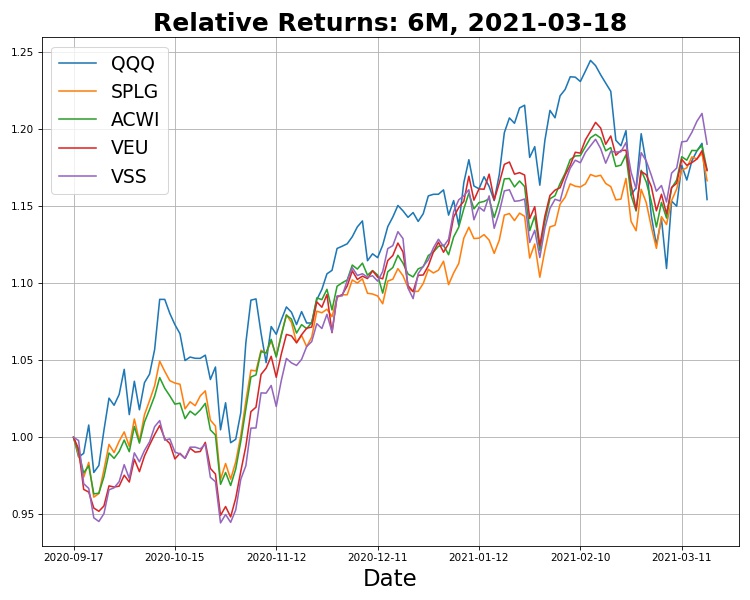 Relative Returns: 6M, 2021-03-18
1.25
1.20
1.15
1.10
1.05
1.00
0.95
QQQ
SPLG
ACWI
VEU
VSS
2020-09-17 2020-10-15 2020-11-12 2020-12-11 2021-01-12 2021-02-10 2021-03-11
Date